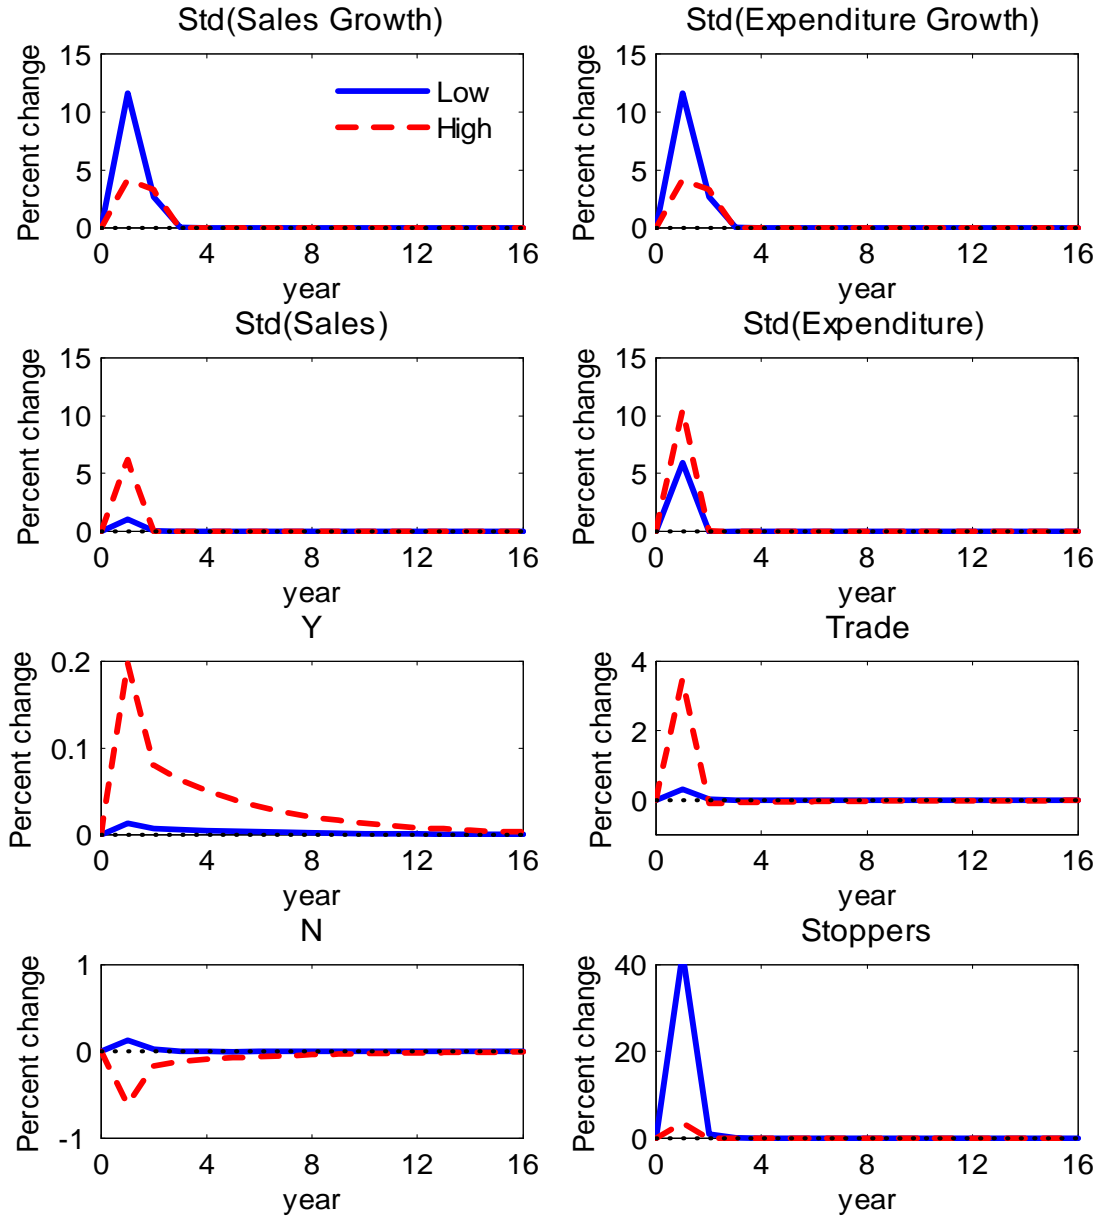 Std(Sales Growth)
Percent change
15
10
5
0
0 4 8 12 16
year
Low
High
Std(Expenditure Growth)
Percent change
15
10
5
0
0 4 8 12 16
year
Std(Sales)
Percent change
15
10
5
0
0 4 8 12 16
year
Std(Expenditure)
Percent change
15
10
5
0
0 4 8 12 16
year
Y
Percent change
0.2
0.1
0
0 4 8 12 16
year
Trade
Percent change
4
2
0
0 4 8 12 16
year
N
Percent change
1
0
-1
0 4 8 12 16
year
Stoppers
Percent change
40
20
0
0 4 8 12 16
year